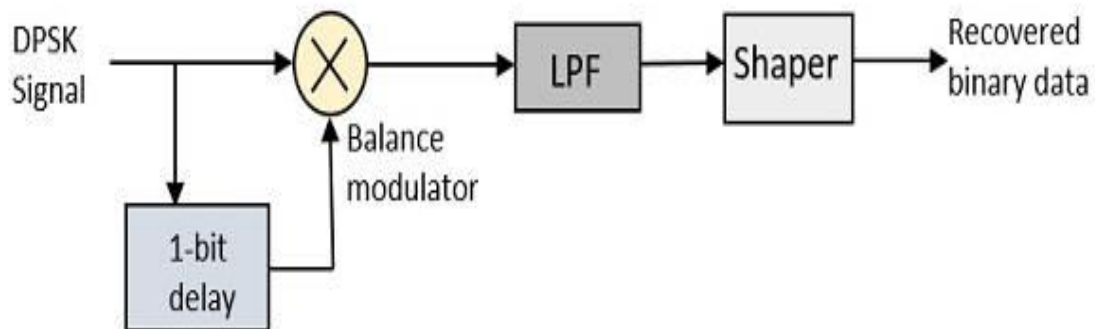 DPSK
Signal
Balance
modulator
1-bit
delay
LPF
Shaper
Recovered
binary data